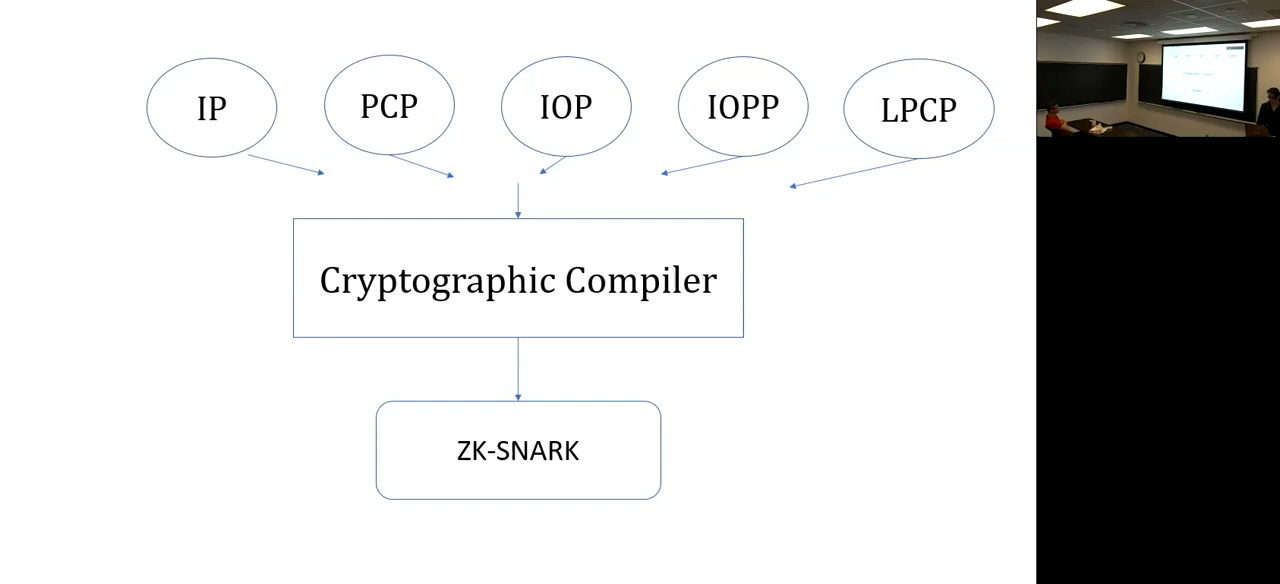 IP
PCP
IOP
IOPP
LPCP
Cryptographic Compiler
ZK-SNARK